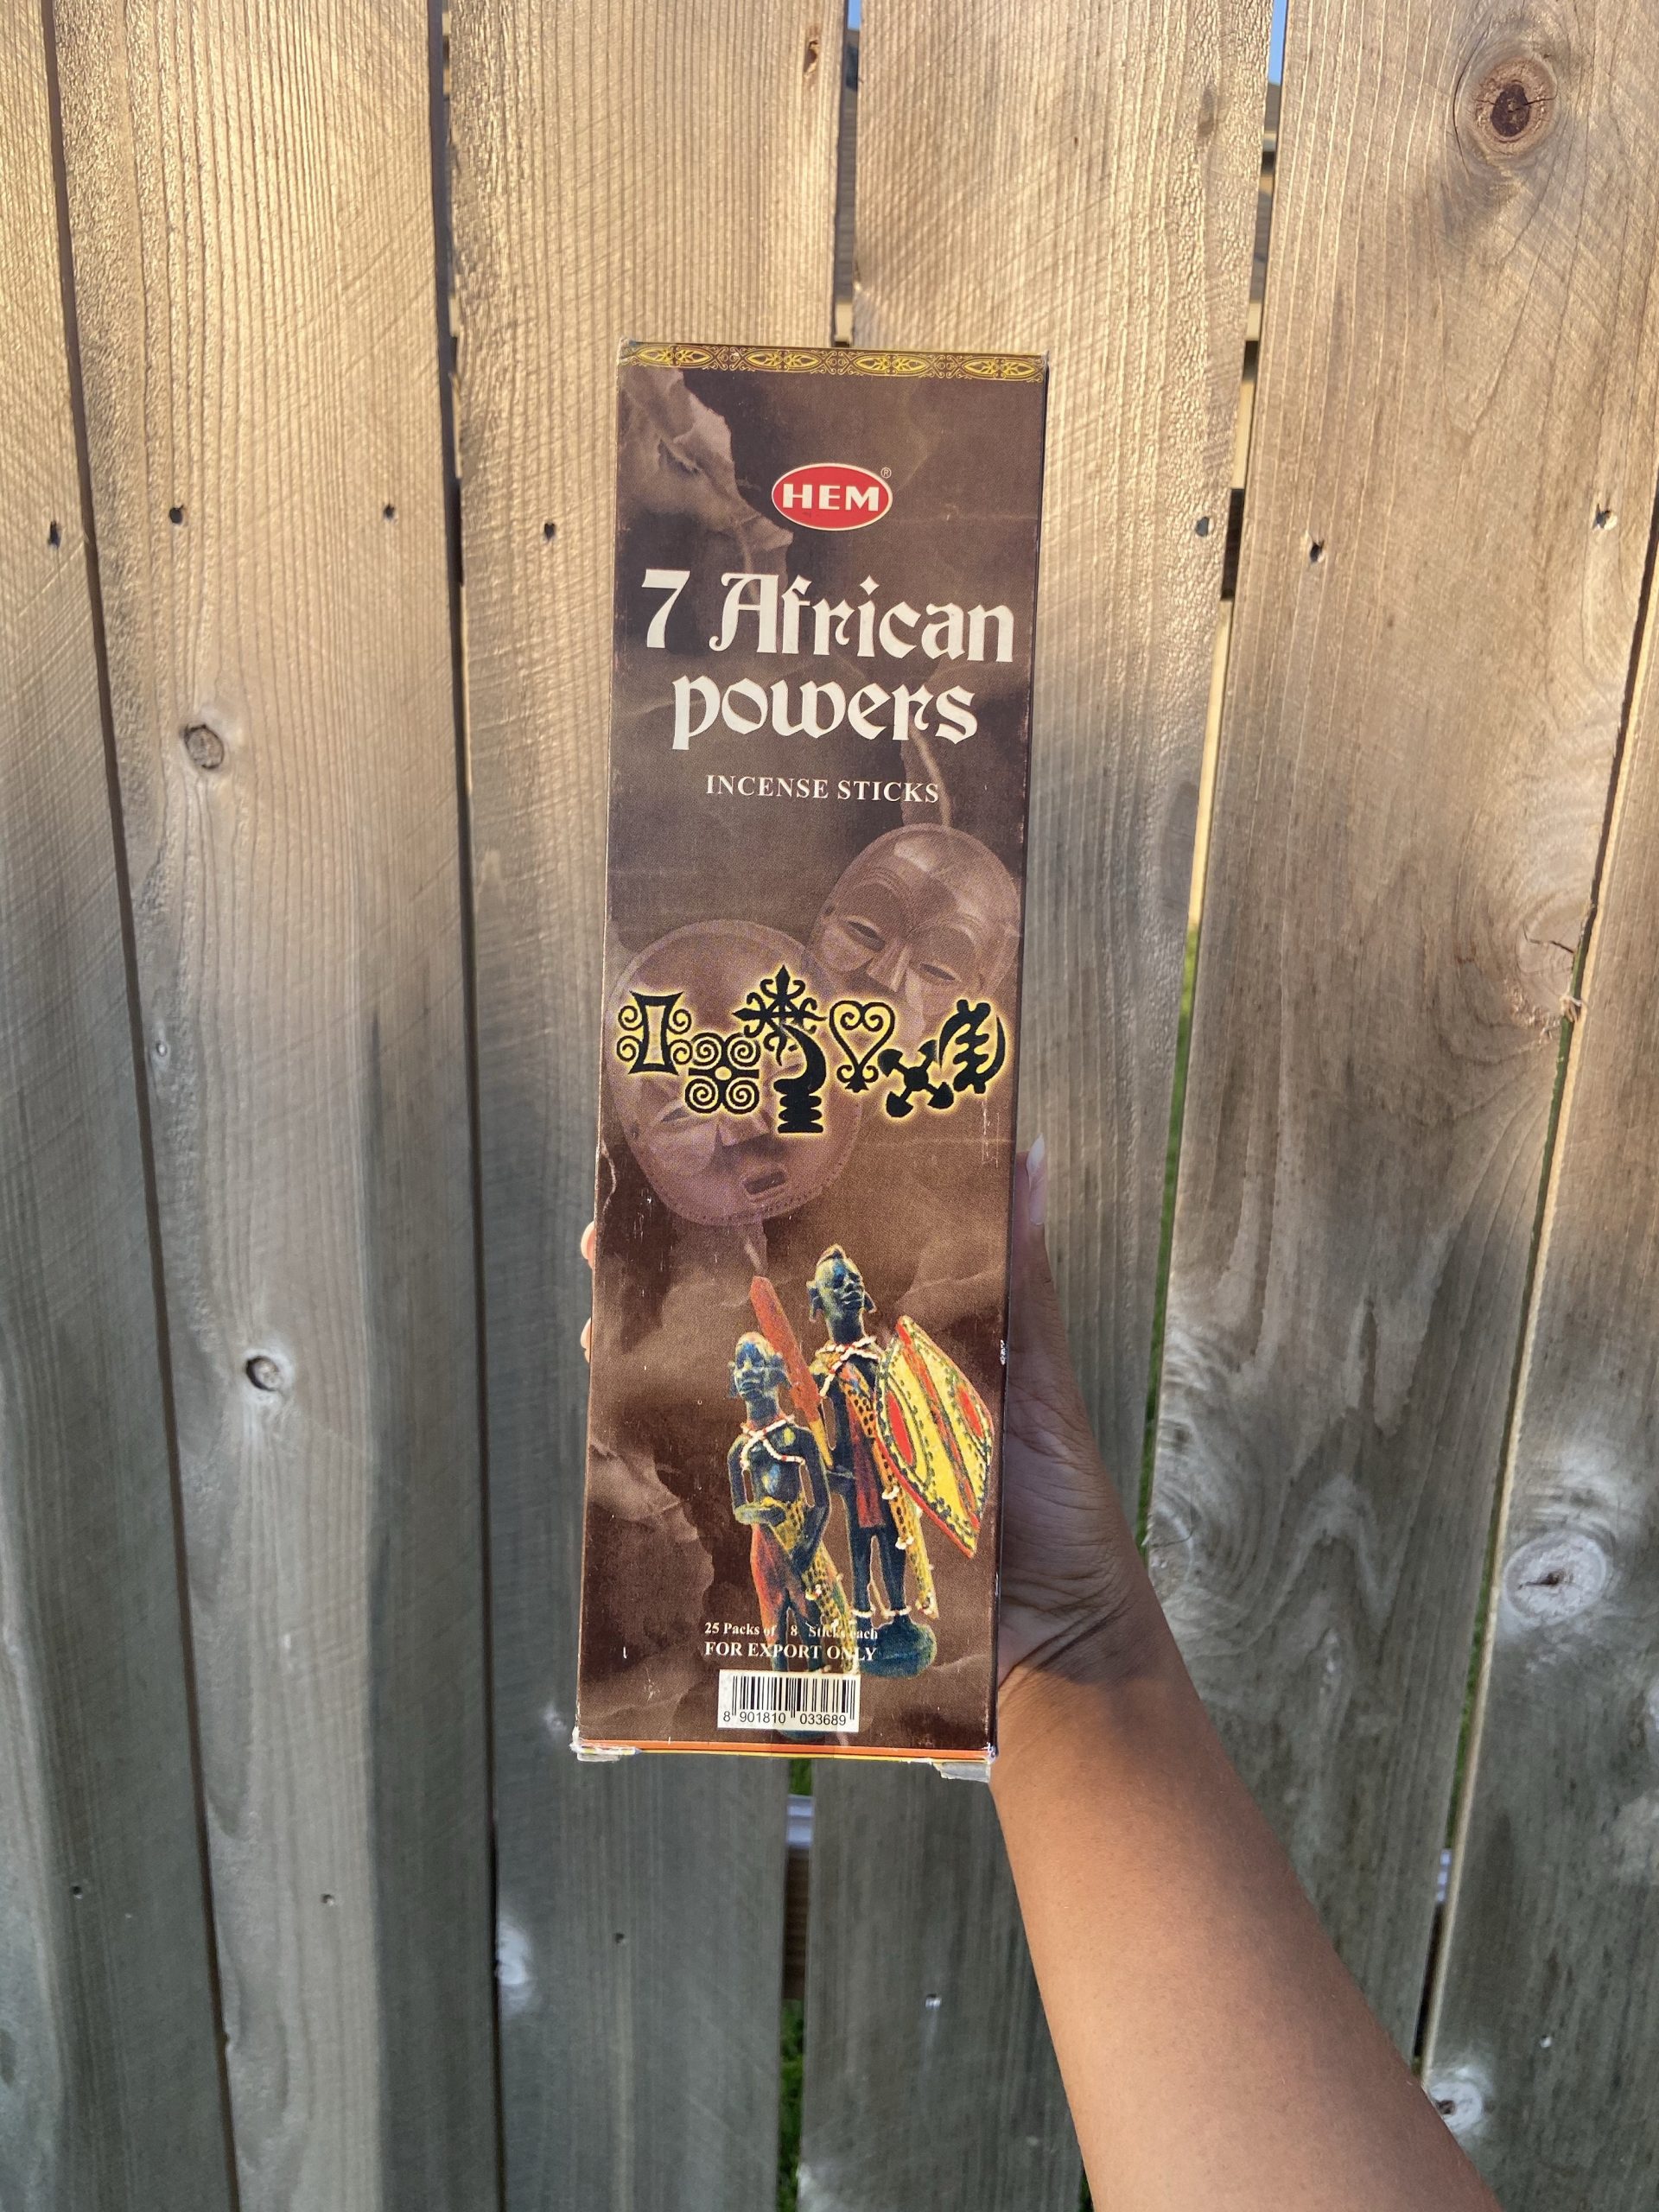 HEM®
7 African
powers
INCENSE STICKS
25 Packs of 8 Sticks each
FOR EXPORT ONLY
8 901810 033689